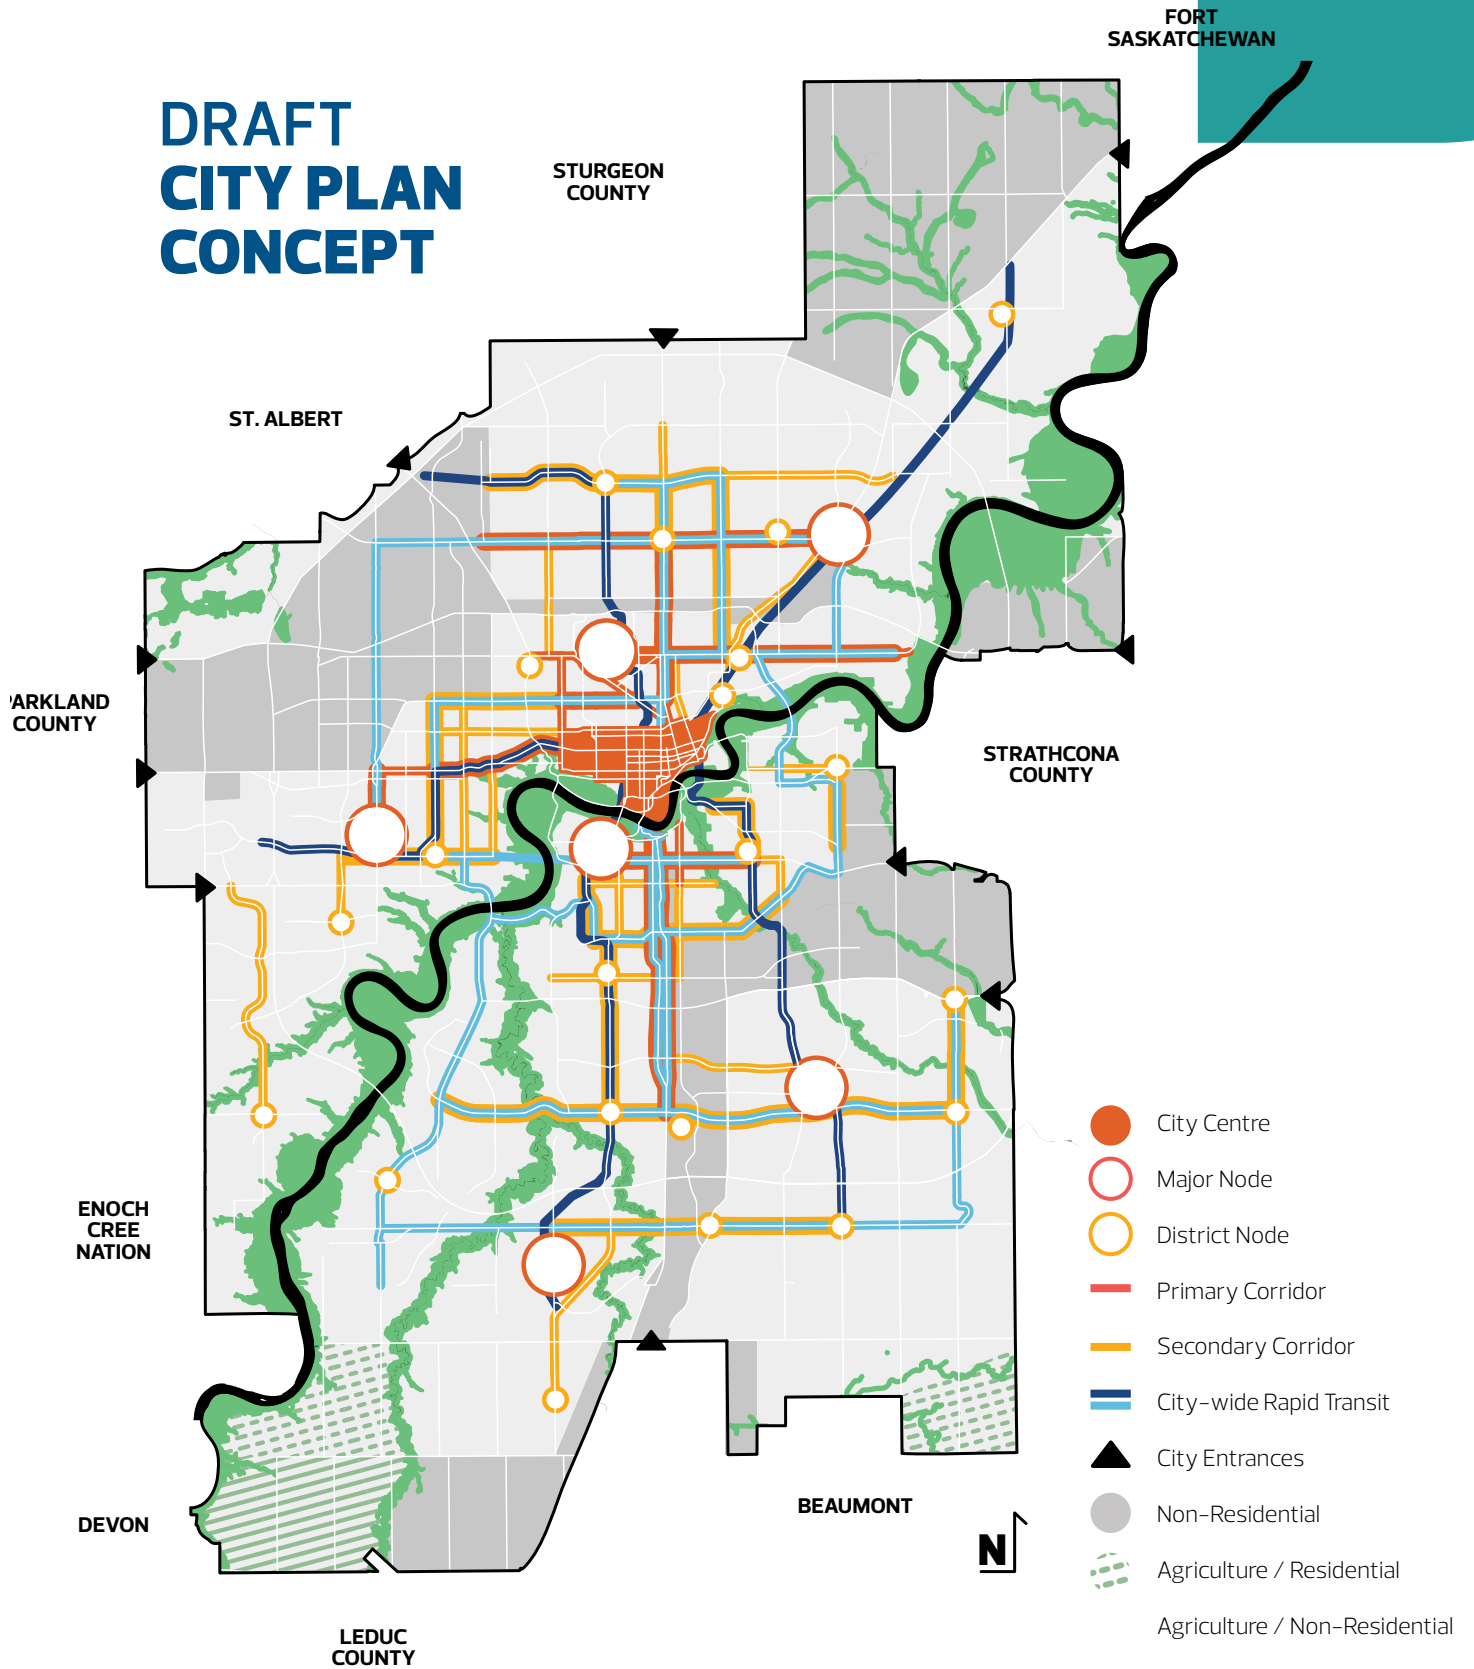 FORT
SASKATCHEWAN
DRAFT
CITY PLAN
CONCEPT
STURGEON
COUNTY
ST. ALBERT
PARKLAND
COUNTY
STRATHCONA
COUNTY
ENOCH
CREE
NATION
DEVON
BEAUMONT
LEDUC
COUNTY
N
City Centre
Major Node
District Node
Primary Corridor
Secondary Corridor
City-wide Rapid Transit
City Entrances
Non-Residential
Agriculture / Residential
Agriculture / Non-Residential